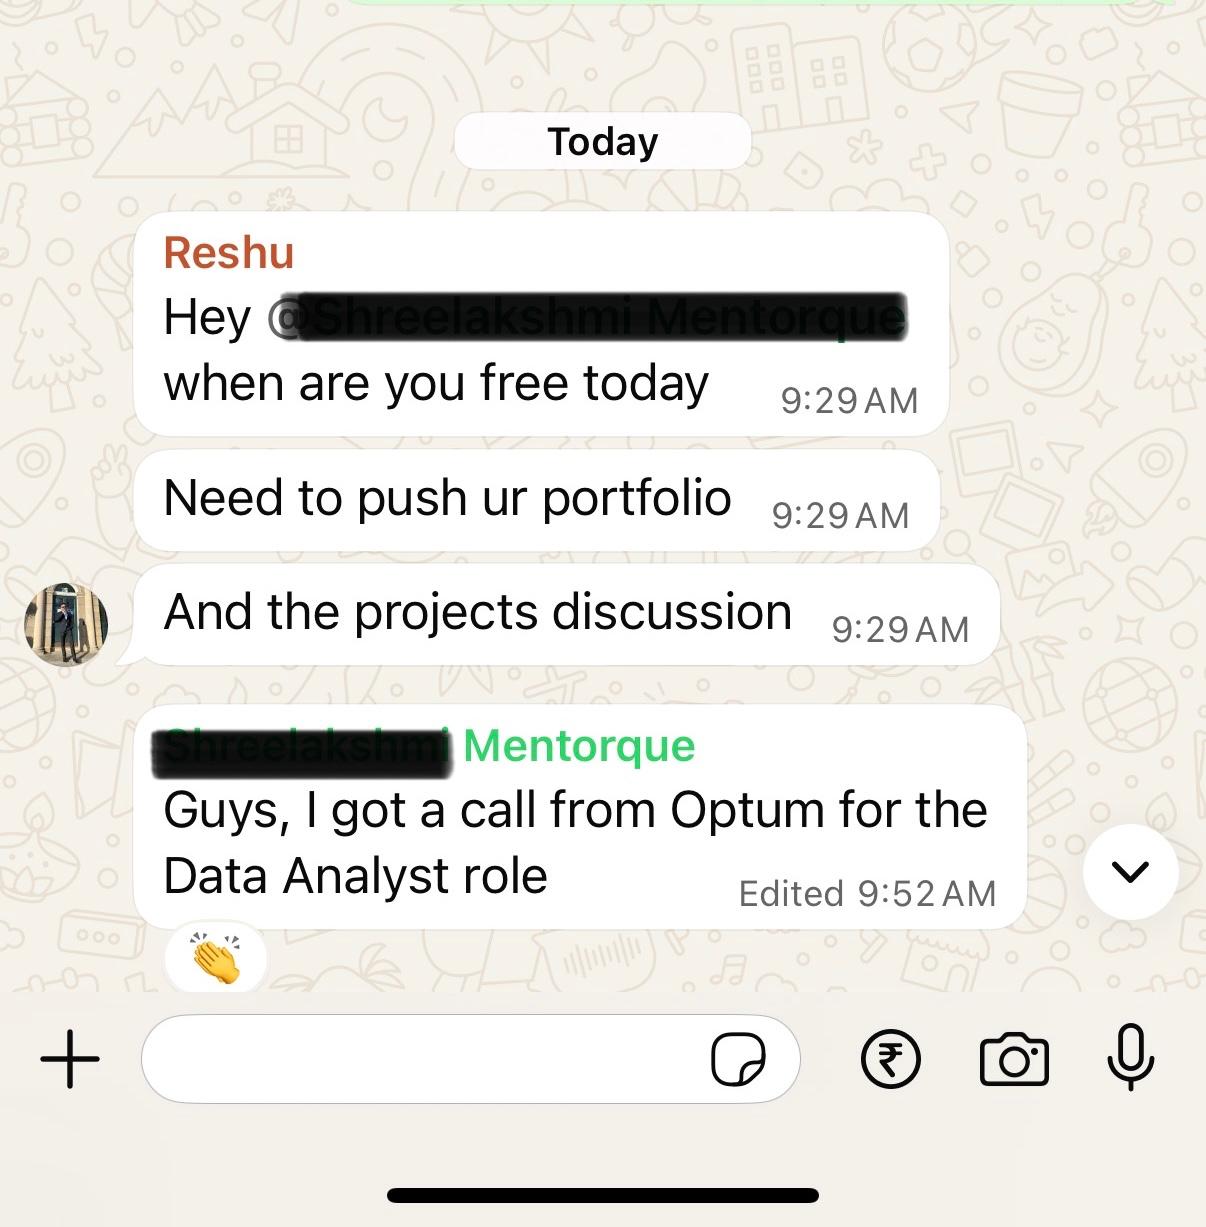 Today
Reshu
Hey @
when are you free today 9:29 AM
Need to push ur portfolio 9:29 AM
And the projects discussion 9:29 AM
Mentorque
Guys, I got a call from Optum for the
Data Analyst role Edited 9:52 AM
₹